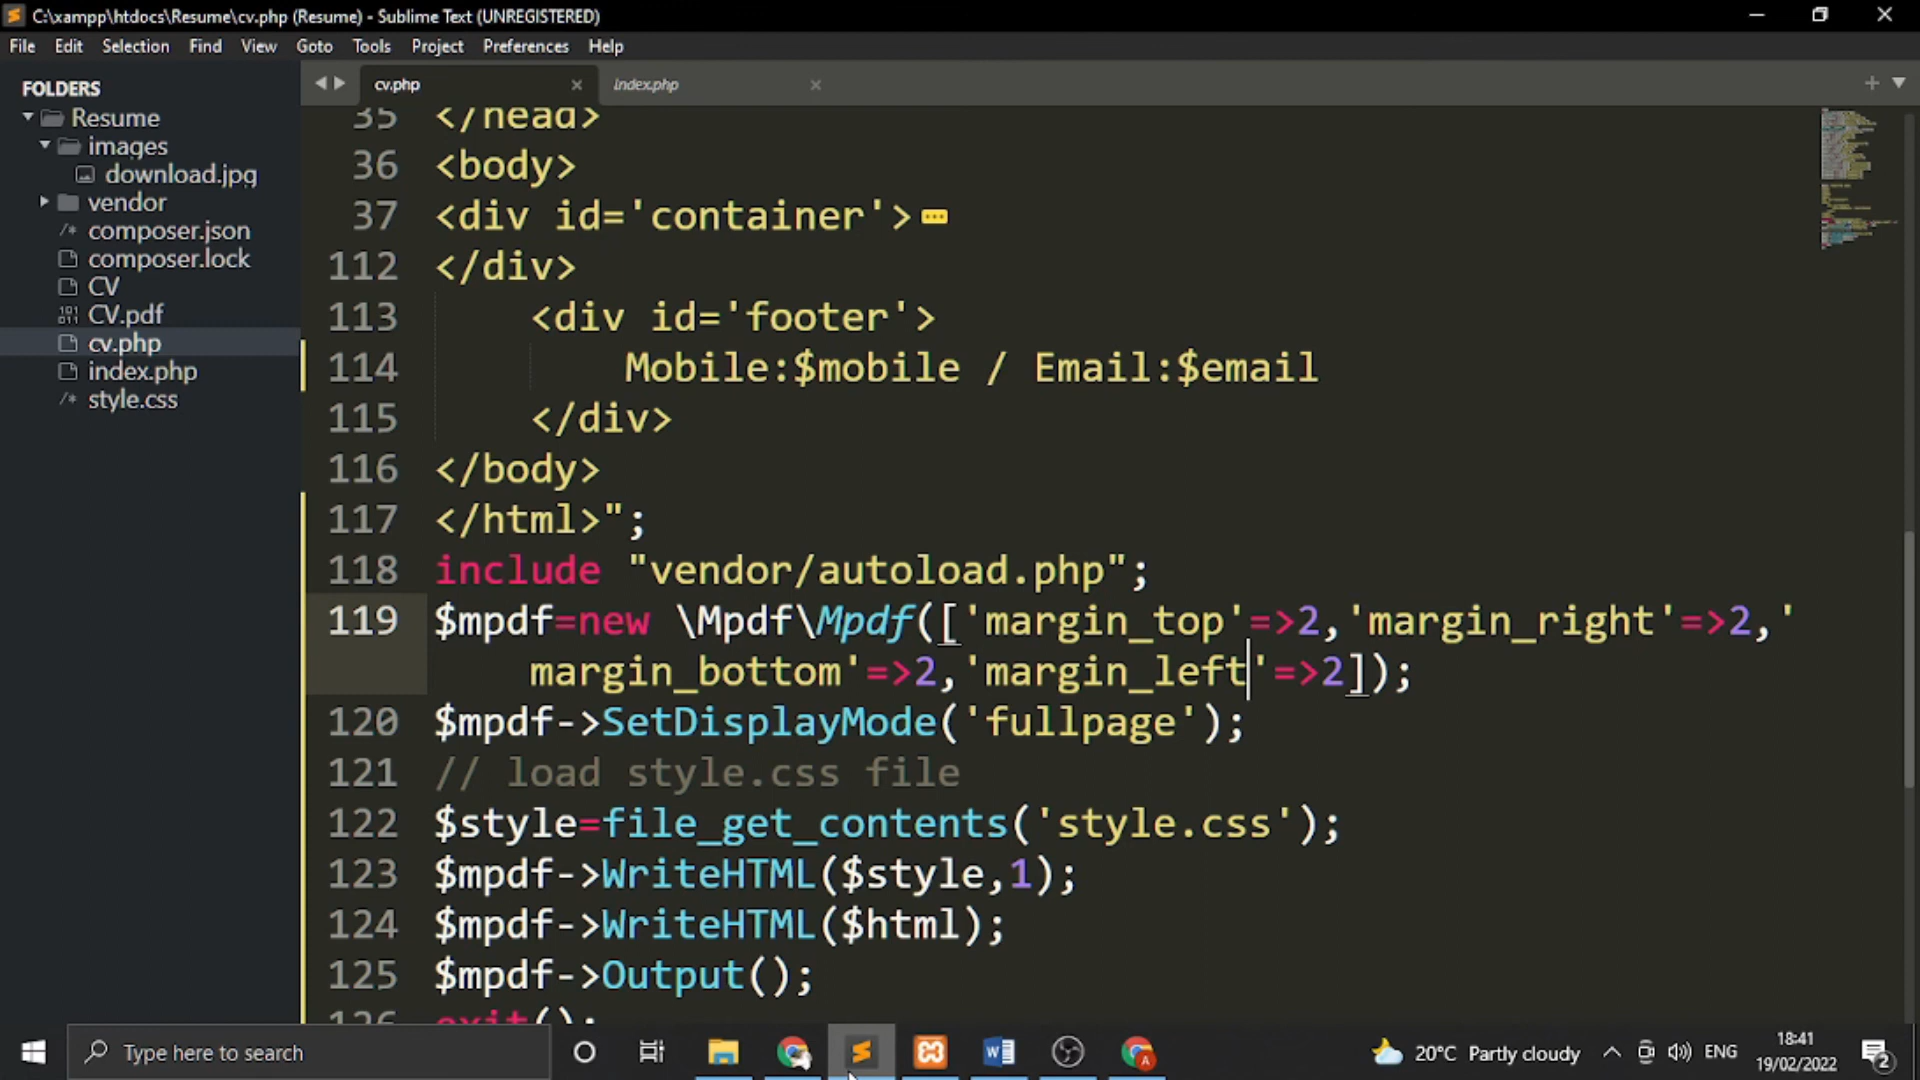 C:\xampp\htdocs\Resume\cv.php (Resume) - Sublime Text (UNREGISTERED)
File Edit Selection Find View Goto Tools Project Preferences Help
FOLDERS
Resume
images
download.jpg
vendor
composer.json
composer.lock
CV
CV.pdf
cv.php
index.php
style.css
cv.php index.php
35 </head>
36 <body>
37 <div id='container'>
112 </div>
113 <div id='footer'>
114 Mobile:$mobile / Email:$email
115 </div>
116 </body>
117 </html>";
118 include "vendor/autoload.php";
119 $mpdf=new \Mpdf\Mpdf(['margin_top'=>2,'margin_right'=>2,'
margin_bottom'=>2,'margin_left'=>2]);
120 $mpdf->SetDisplayMode('fullpage');
121 // load style.css file
122 $style=file_get_contents('style.css');
123 $mpdf->WriteHTML($style,1);
124 $mpdf->WriteHTML($html);
125 $mpdf->Output();
126 exit();
Type here to search
20°C Partly cloudy
ENG
18:41
19/02/2022
2